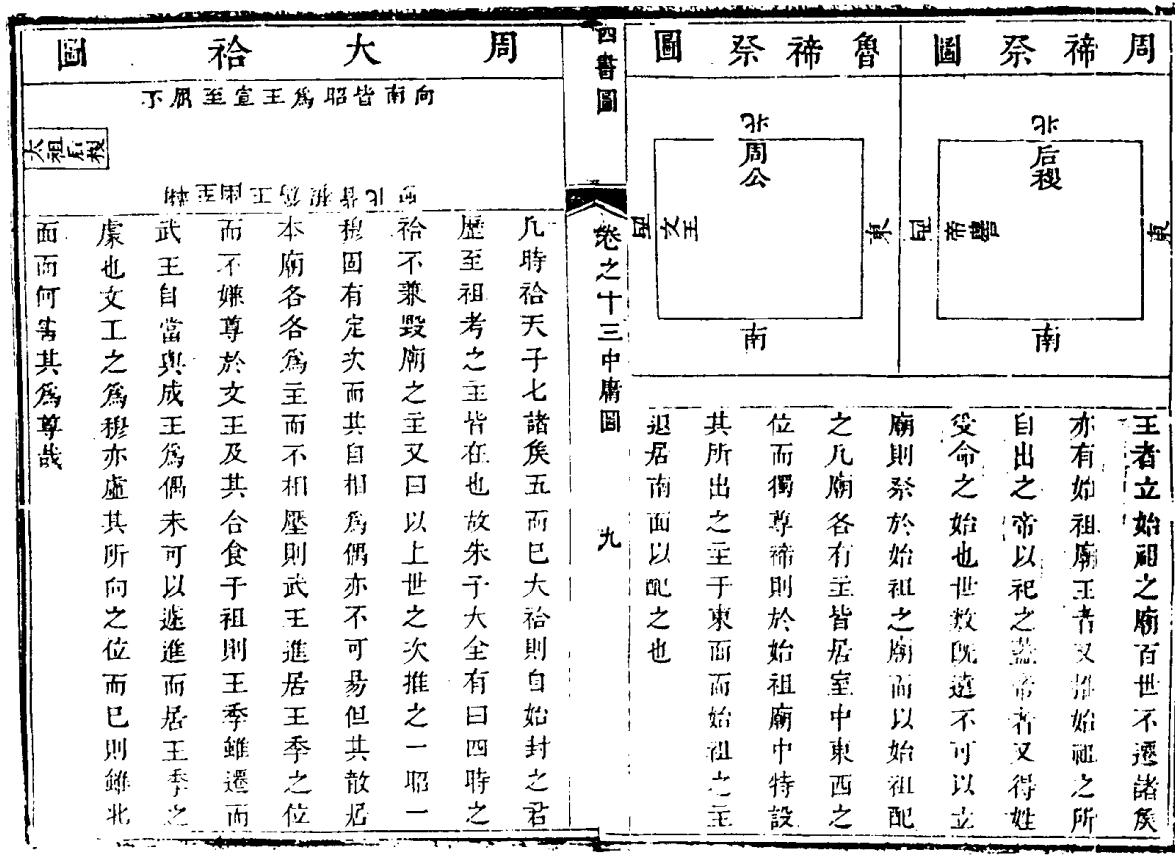 周禘祭圖
北
后稷
東
帝嚳
西
南
魯禘祭圖
北
周公
東
文王
西
南
王者立始祖之廟百世不遷諸侯
亦有始祖廟王者又推始祖之所
自出之帝以祀之蓋帝者又得姓
受命之始也世數既遠不可以立
廟則祭於始祖之廟而以始祖配
之凡廟各有主皆居室中東西之
位而獨尊禘則於始祖廟中特設
其所出之主于東面而始祖之主
退居南面以配之也
四書圖
卷之十三中庸圖
九
周大祫圖
向南皆昭為王宣至不
太祖后稷
向北皆穆為王至
凡時祫天子七諸侯五而已大祫則自始封之君
歷至祖考之主皆在也故朱子大全有曰四時之
祫不兼毀廟之主又曰以上世之次推之一昭一
穆固有定次而其自相為偶亦不可易但其散居
本廟各各為主而不相壓則武王進居王季之位
而不嫌尊於文王及其合食于祖則王季雖遷而
武王自當與成王為偶未可以遽進而居王季之
處也文王之為穆亦虛其所向之位而已則雖北
面而何害其為尊哉